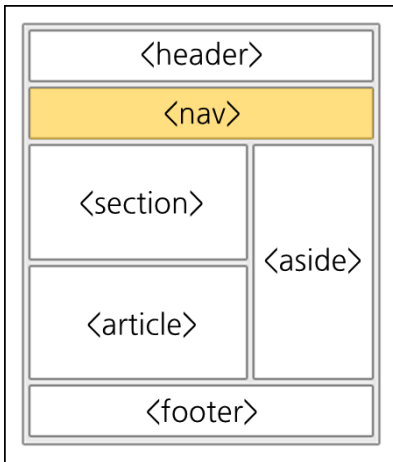 <header>
<nav>
<section>
<aside>
<article>
<footer>